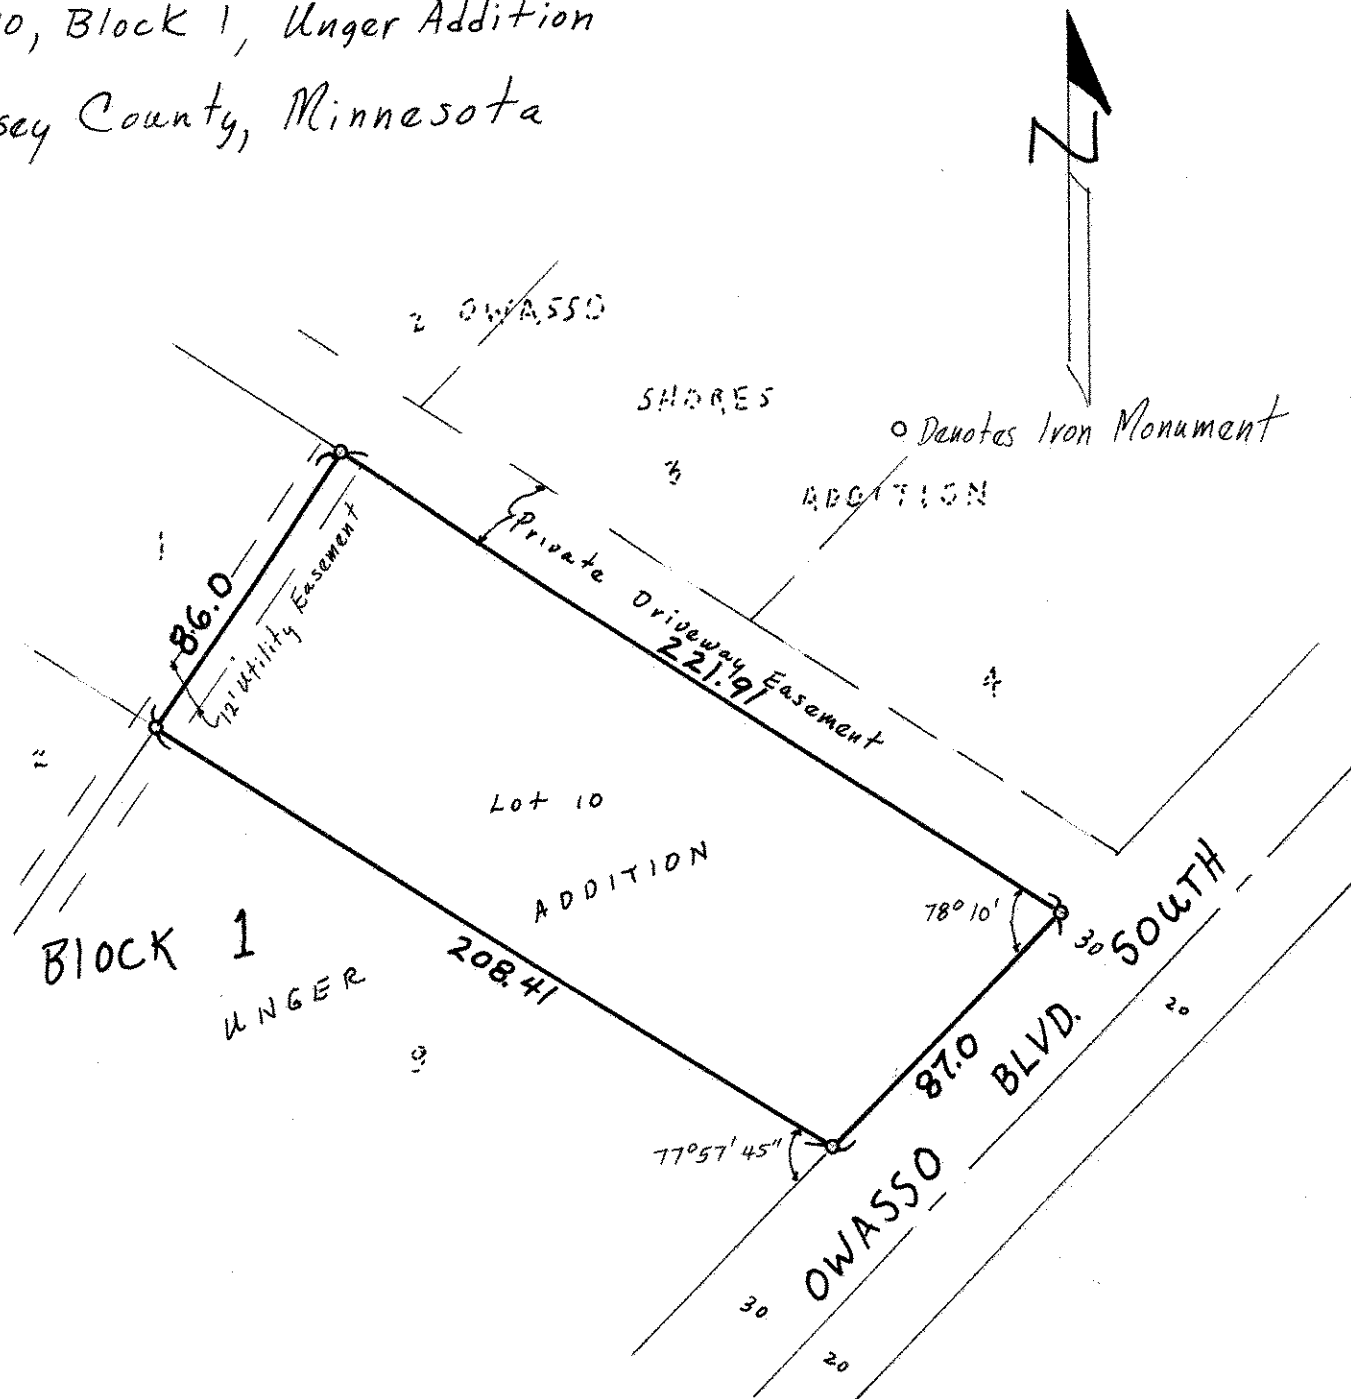 10, Block 1, Unger Addition
sey County, Minnesota
N
2 OWASSO
SHORES
○ Denotes Iron Monument
3
ADDITION
1
Private Driveway Easement
86.0
12' Utility Easement
221.91
4
2
Lot 10
ADDITION
78° 10'
30
SOUTH
BLOCK 1
208.41
UNGER
20
9
87.0
BLVD.
77° 57' 45"
OWASSO
30
20